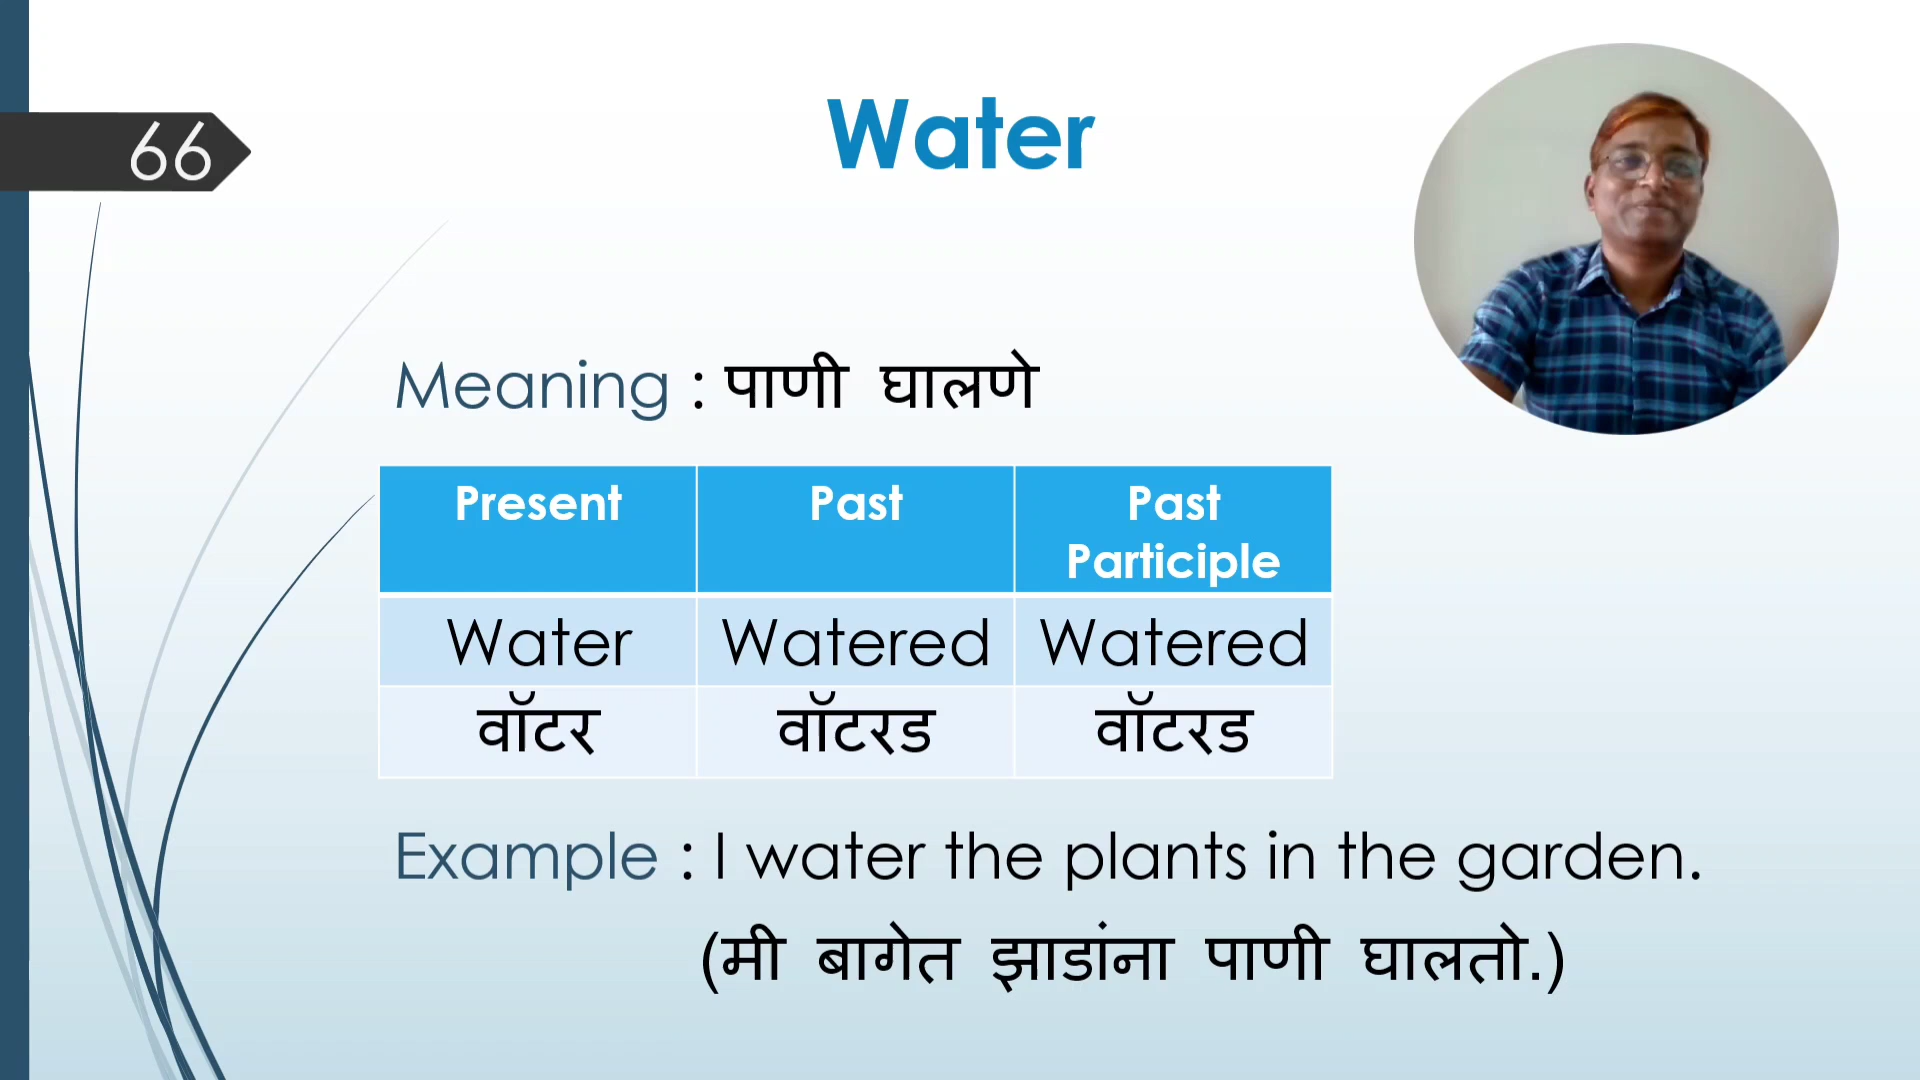 66
Water
Meaning : पाणी घालणे
Present Past Past
Participle
Water Watered Watered
वॉटर वॉटरड वॉटरड
Example : I water the plants in the garden.
(मी बागेत झाडांना पाणी घालतो.)